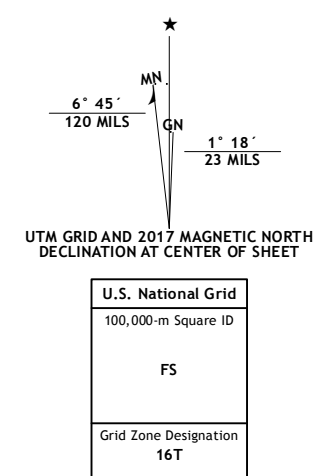 MN
6° 45´
120 MILS
GN
1° 18´
23 MILS
UTM GRID AND 2017 MAGNETIC NORTH
DECLINATION AT CENTER OF SHEET
U.S. National Grid
100,000-m Square ID
FS
Grid Zone Designation
16T